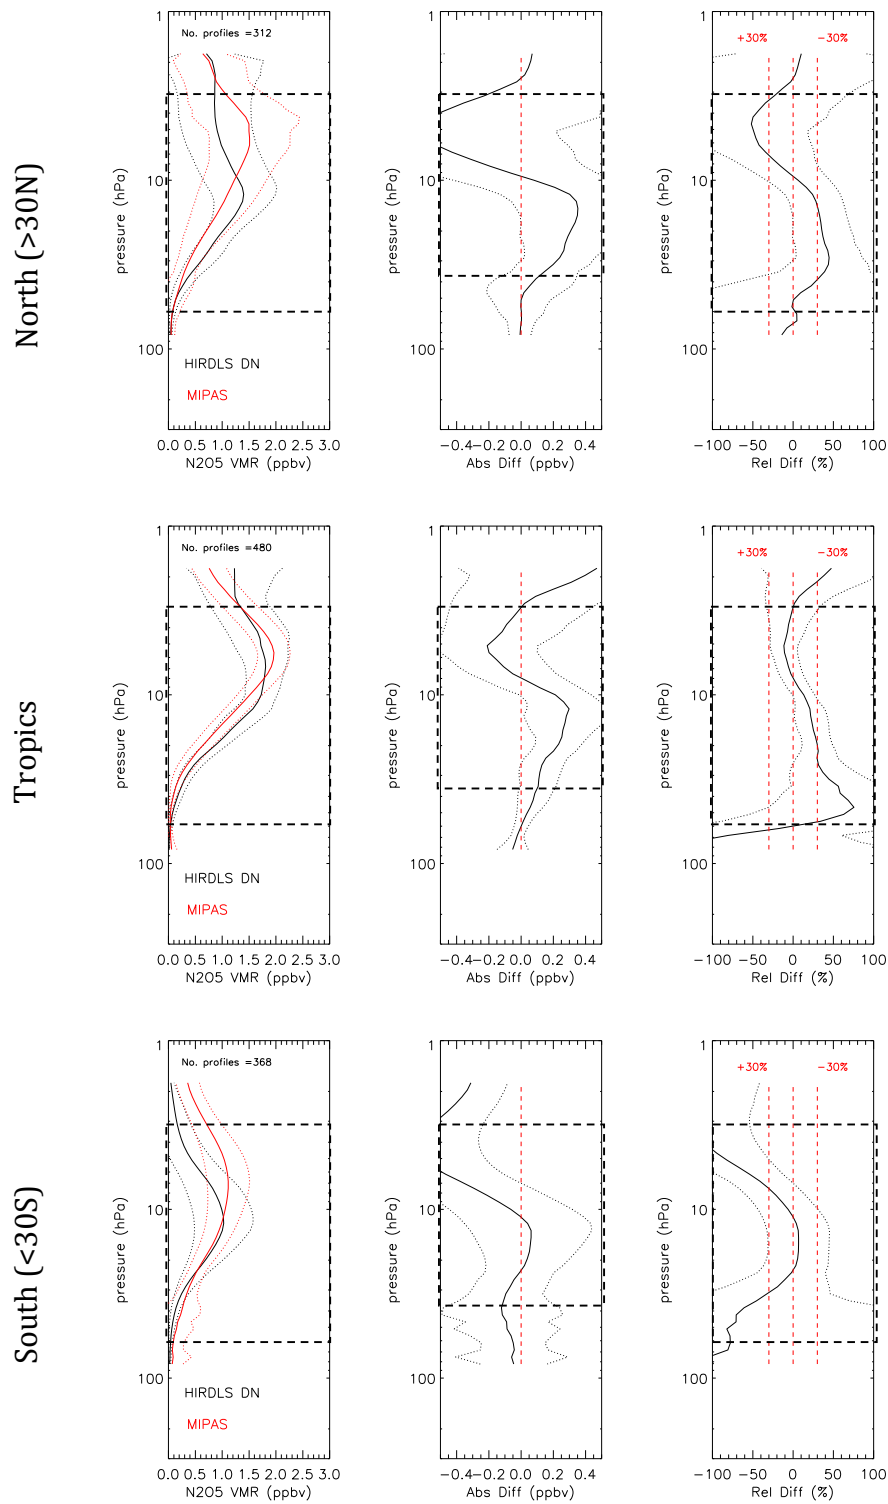 North (>30N)
No. profiles =312
1
10
100
pressure (hPa)
HIRDLS DN
MIPAS
0.0 0.5 1.0 1.5 2.0 2.5 3.0
N2O5 VMR (ppbv)
1
10
100
pressure (hPa)
-0.4 -0.2 0.0 0.2 0.4
Abs Diff (ppbv)
+30% -30%
1
10
100
pressure (hPa)
-100 -50 0 50 100
Rel Diff (%)
Tropics
No. profiles =480
1
10
100
pressure (hPa)
HIRDLS DN
MIPAS
0.0 0.5 1.0 1.5 2.0 2.5 3.0
N2O5 VMR (ppbv)
1
10
100
pressure (hPa)
-0.4 -0.2 0.0 0.2 0.4
Abs Diff (ppbv)
+30% -30%
1
10
100
pressure (hPa)
-100 -50 0 50 100
Rel Diff (%)
South (<30S)
No. profiles =368
1
10
100
pressure (hPa)
HIRDLS DN
MIPAS
0.0 0.5 1.0 1.5 2.0 2.5 3.0
N2O5 VMR (ppbv)
1
10
100
pressure (hPa)
-0.4 -0.2 0.0 0.2 0.4
Abs Diff (ppbv)
+30% -30%
1
10
100
pressure (hPa)
-100 -50 0 50 100
Rel Diff (%)